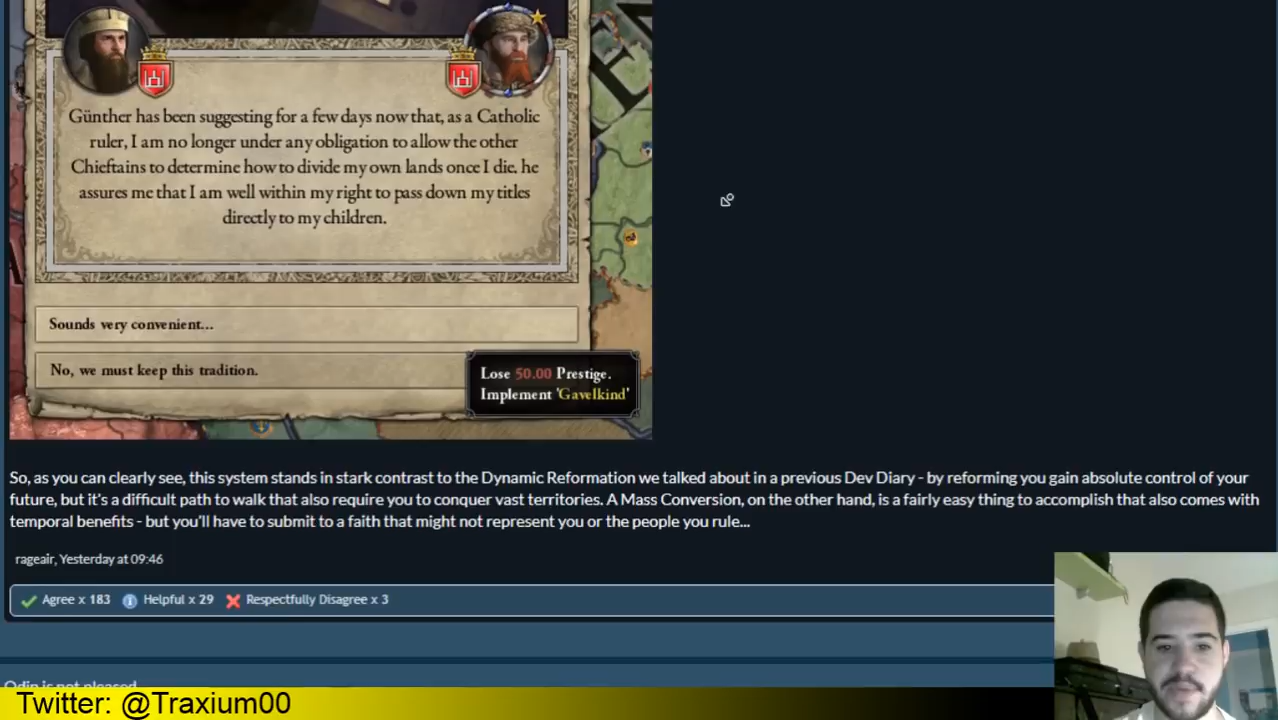 Günther has been suggesting for a few days now that, as a Catholic
ruler, I am no longer under any obligation to allow the other
Chieftains to determine how to divide my own lands once I die. he
assures me that I am well within my right to pass down my titles
directly to my children.
Sounds very convenient...
No, we must keep this tradition.
Lose 50.00 Prestige.
Implement 'Gavelkind'
So, as you can clearly see, this system stands in stark contrast to the Dynamic Reformation we talked about in a previous Dev Diary - by reforming you gain absolute control of your
future, but it's a difficult path to walk that also require you to conquer vast territories. A Mass Conversion, on the other hand, is a fairly easy thing to accomplish that also comes with
temporal benefits - but you'll have to submit to a faith that might not represent you or the people you rule...
rageair, Yesterday at 09:46
Agree x 183 Helpful x 29 Respectfully Disagree x 3
Odin is not pleased
Twitter: @Traxium00